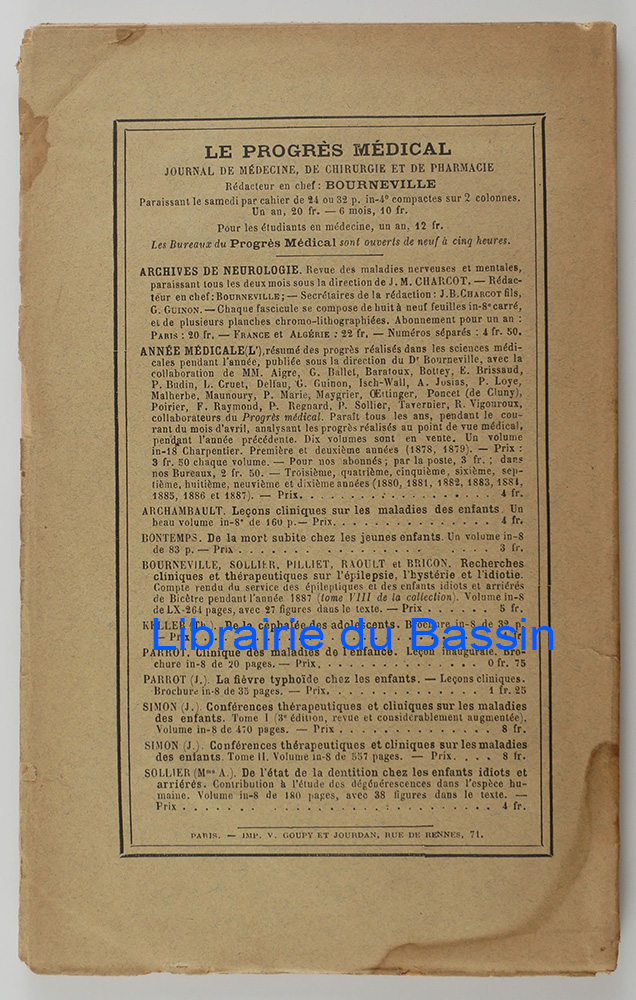 LE PROGRÈS MÉDICAL
JOURNAL DE MÉDECINE, DE CHIRURGIE ET DE PHARMACIE
Rédacteur en chef: BOURNEVILLE
Paraissant le samedi par cahier de 24 ou 32 p. in-4° compactes sur 2 colonnes.
Un an, 20 fr. — 6 mois, 10 fr.
Pour les étudiants en médecine, un an, 12 fr.
Les Bureaux du Progrès Médical sont ouverts de neuf à cinq heures.
ARCHIVES DE NEUROLOGIE. Revue des maladies nerveuses et mentales,
paraissant tous les deux mois sous la direction de J. M. CHARCOT. — Rédac-
teur en chef: BOURNEVILLE; — Secrétaires de la rédaction: J.B. CHARCOT fils,
G. GUINON. — Chaque fascicule se compose de huit à neuf feuilles in-8° carré,
et de plusieurs planches chromo-lithographiées. Abonnement pour un an:
PARIS: 20 fr. — FRANCE et ALGÉRIE: 22 fr. — Numéros séparés: 4 fr. 50.
ANNÉE MÉDICALE (L'), résumé des progrès réalisés dans les sciences médi-
cales pendant l'année, publiée sous la direction du Dr Bourneville, avec la
collaboration de MM. Aigre, G. Ballet, Baratoux, Bottey, E. Brissaud,
P. Budin, L. Cruet, Dellau, G. Guinon, Isch-Wall, A. Josias, P. Loye,
Malherbe, Maunoury, P. Marie, Maygrier, Œttinger, Poncet (de Cluny),
Poirier, F. Raymond, P. Regnard, P. Sollier, Tavernier, R. Vigouroux,
collaborateurs du Progrès médical. Paraît tous les ans, pendant le cou-
rant du mois d'avril, analysant les progrès réalisés au point de vue médical,
pendant l'année précédente. Dix volumes sont en vente. Un volume
in-18 Charpentier. Première et deuxième années (1878, 1879). — Prix:
3 fr. 50 chaque volume. — Pour nos abonnés; par la poste, 3 fr.; dans
nos Bureaux, 2 fr. 50. — Troisième, quatrième, cinquième, sixième, sep-
tième, huitième, neuvième et dixième années (1880, 1881, 1882, 1883, 1884,
1885, 1886 et 1887). — Prix. . . . . . . . . . . . . . . . . 4 fr.
ARCHAMBAULT. Leçons cliniques sur les maladies des enfants. Un
beau volume in-8° de 160 p. — Prix. . . . . . . . . . . . . 4 fr.
BONTEMPS. De la mort subite chez les jeunes enfants. Un volume in-8
de 83 p. — Prix . . . . . . . . . . . . . . . . . . . . . 3 fr.
BOURNEVILLE, SOLLIER, PILLIET, RAOULT et BRICON. Recherches
cliniques et thérapeutiques sur l'épilepsie, l'hystérie et l'idiotie.
Compte rendu du service des épileptiques et des enfants idiots et arriérés
de Bicêtre pendant l'année 1887 (tome VIII de la collection). Volume in-8
de LX-264 pages, avec 27 figures dans le texte. — Prix . . . . . 5 fr.
KELLER (Th.). De la céphalée des adolescents. Brochure in-8 de 32 p.
Prix
Librairie du Bassin
PARROT. Clinique des maladies de l'enfance. Leçon inaugurale. Bro-
chure in-8 de 20 pages. — Prix. . . . . . . . . . . . . . 0 fr. 75
PARROT (J.). La fièvre typhoïde chez les enfants. — Leçons cliniques.
Brochure in-8 de 35 pages. — Prix. . . . . . . . . . . . . 1 fr. 25
SIMON (J.). Conférences thérapeutiques et cliniques sur les maladies
des enfants. Tome I (3e édition, revue et considérablement augmentée).
Volume in-8 de 470 pages. — Prix . . . . . . . . . . . . . 8 fr.
SIMON (J.). Conférences thérapeutiques et cliniques sur les maladies
des enfants. Tome II. Volume in-8 de 557 pages. — Prix. . . . 8 fr.
SOLLIER (Mme A.). De l'état de la dentition chez les enfants idiots et
arriérés. Contribution à l'étude des dégénérescences dans l'espèce hu-
maine. Volume in-8 de 180 pages, avec 38 figures dans le texte. —
Prix . . . . . . . . . . . . . . . . . . . . . . . . . . . 4 fr.
PARIS. — IMP. V. GOUPY ET JOURDAN, RUE DE RENNES, 71.